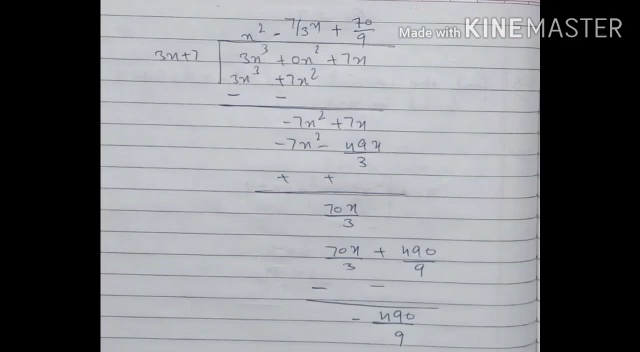 Made with KINEMASTER
x² - 7/3x + 70/9
3x+7 | 3x³ + 0x² + 7x
3x³ + 7x²
- -
-7x² + 7x
-7x² - 49x/3
+ +
70x/3
70x/3 + 490/9
- -
- 490/9